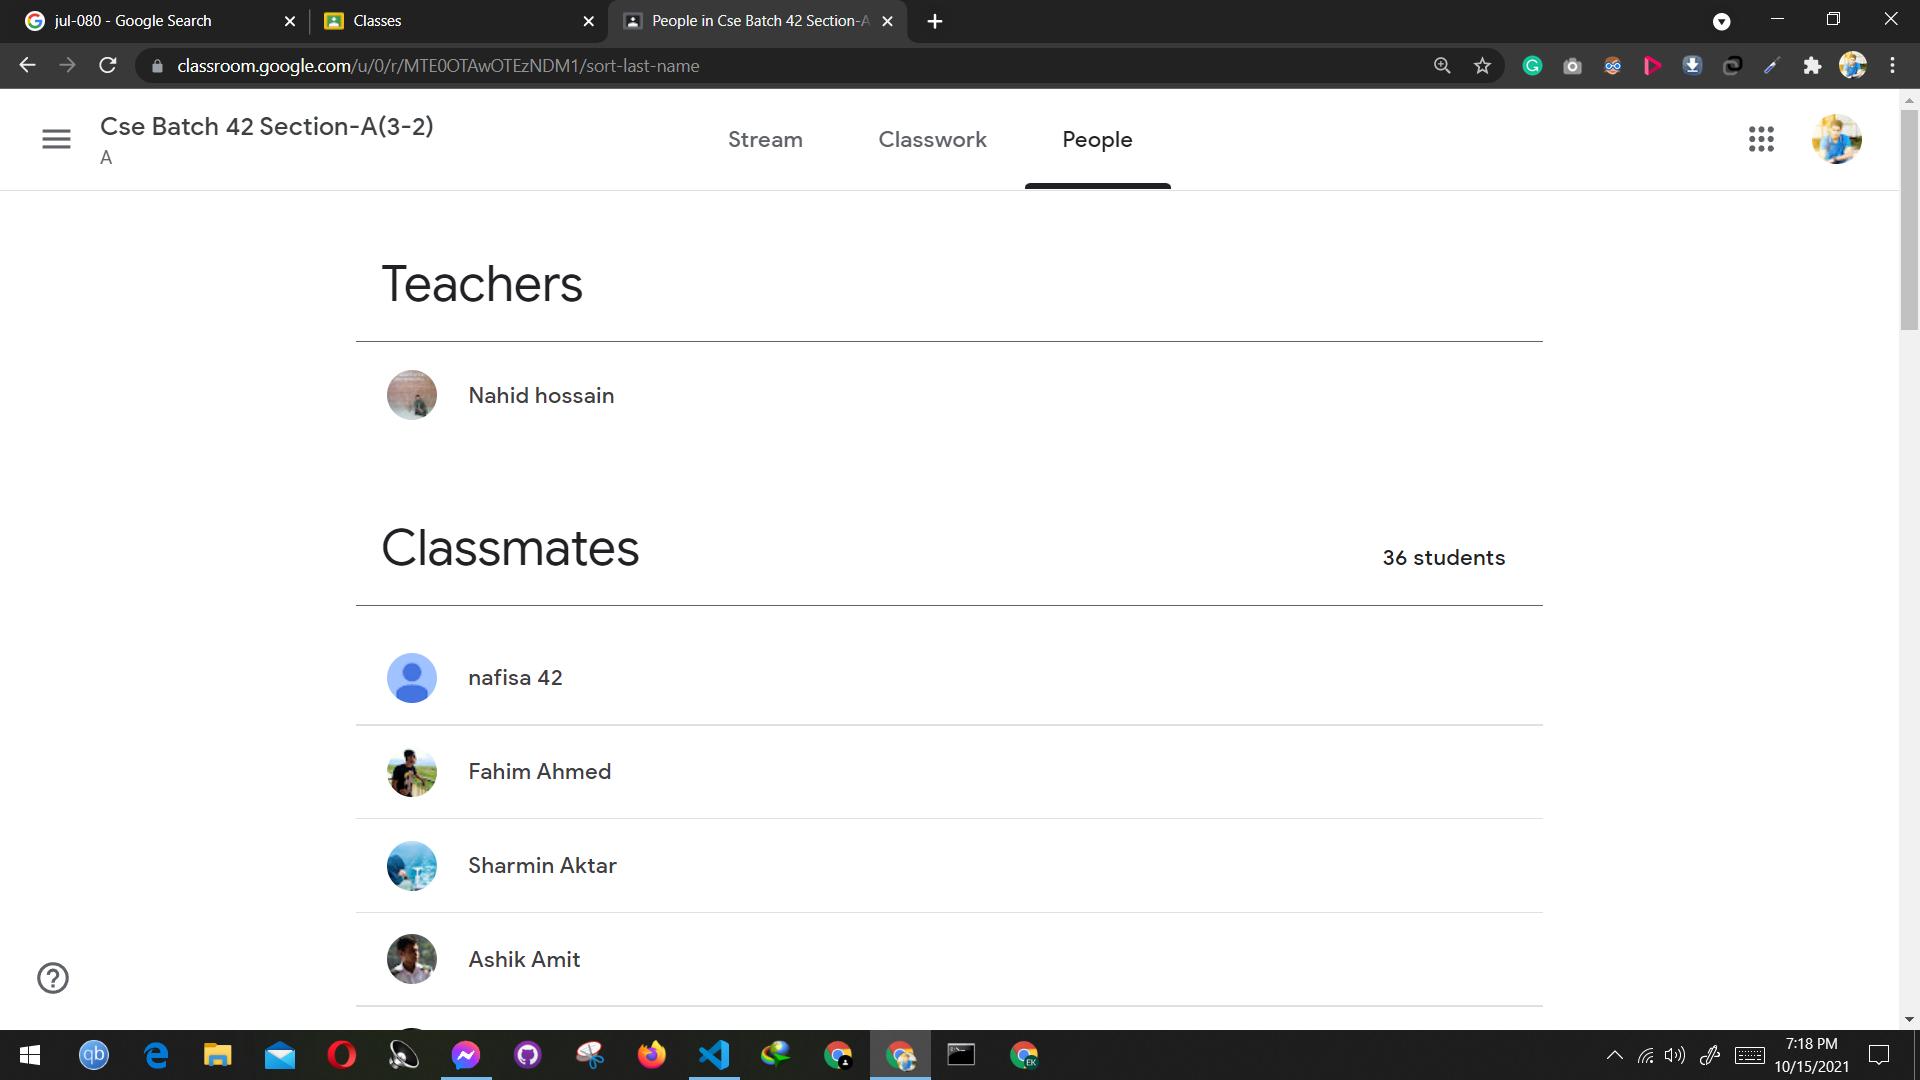 jul-080 - Google Search
Classes
People in Cse Batch 42 Section-A
classroom.google.com/u/0/r/MTE0OTAwOTEzNDM1/sort-last-name
Cse Batch 42 Section-A(3-2)
A
Stream
Classwork
People
Teachers
Nahid hossain
Classmates
36 students
nafisa 42
Fahim Ahmed
Sharmin Aktar
Ashik Amit
qb
EK
7:18 PM
10/15/2021